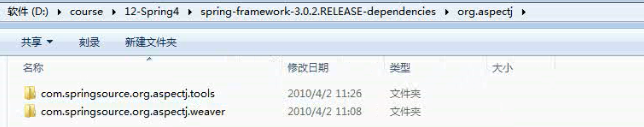 软件 (D:) ▸ course ▸ 12-Spring4 ▸ spring-framework-3.0.2.RELEASE-dependencies ▸ org.aspectj ▸
共享 刻录 新建文件夹
名称 修改日期 类型 大小
com.springsource.org.aspectj.tools 2010/4/2 11:26 文件夹
com.springsource.org.aspectj.weaver 2010/4/2 11:08 文件夹